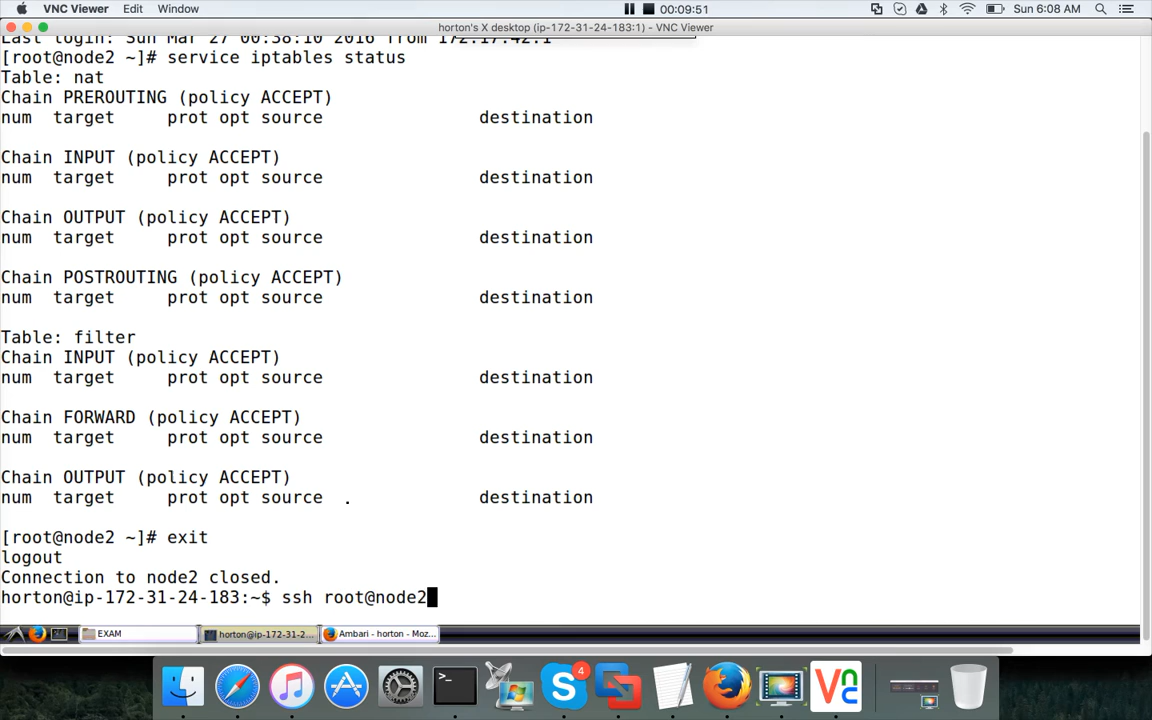 VNC Viewer Edit Window 00:09:51 Sun 6:08 AM
horton's X desktop (ip-172-31-24-183:1) - VNC Viewer
Last login: Sun Mar 27 00:38:10 2016 from 172.17.42.1
[root@node2 ~]# service iptables status
Table: nat
Chain PREROUTING (policy ACCEPT)
num target prot opt source destination
Chain INPUT (policy ACCEPT)
num target prot opt source destination
Chain OUTPUT (policy ACCEPT)
num target prot opt source destination
Chain POSTROUTING (policy ACCEPT)
num target prot opt source destination
Table: filter
Chain INPUT (policy ACCEPT)
num target prot opt source destination
Chain FORWARD (policy ACCEPT)
num target prot opt source destination
Chain OUTPUT (policy ACCEPT)
num target prot opt source destination
[root@node2 ~]# exit
logout
Connection to node2 closed.
horton@ip-172-31-24-183:~$ ssh root@node2
EXAM horton@ip-172-31-2... Ambari - horton - Moz...
4